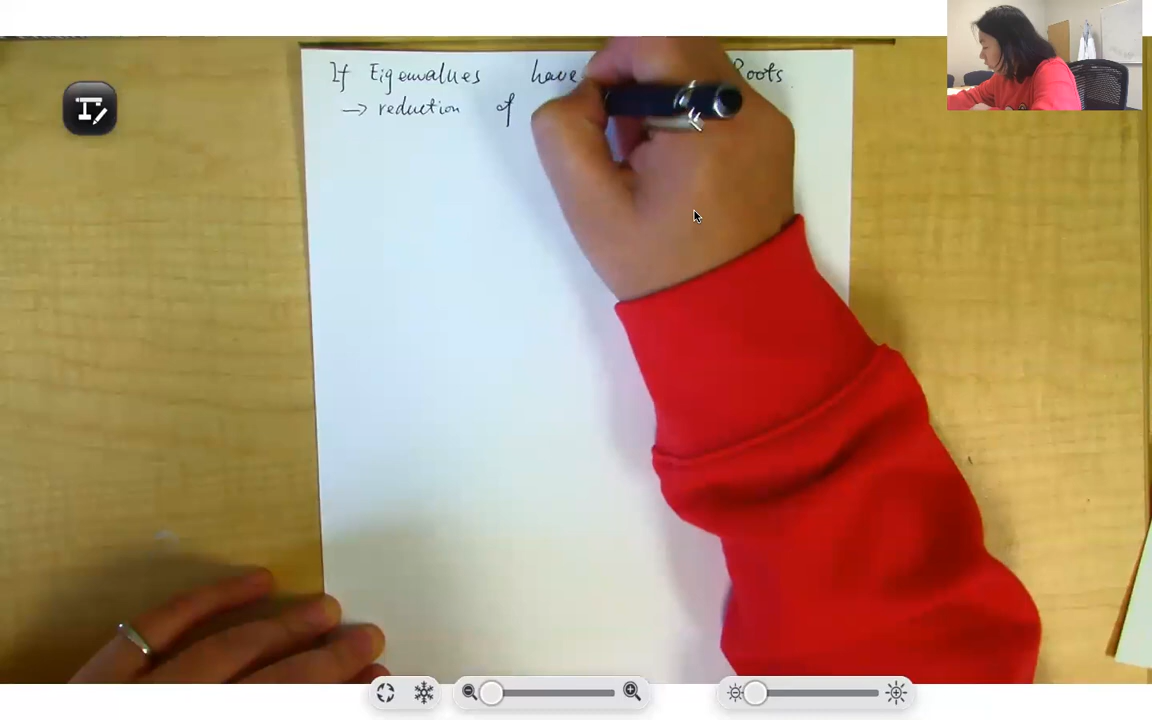 If Eigenvalues have Roots
→ reduction of